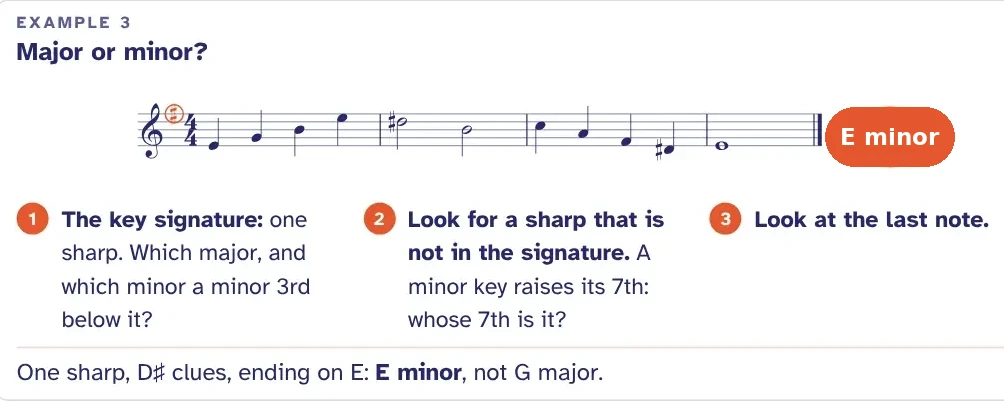 EXAMPLE 3
Major or minor?
4
4
E minor
1
The key signature: one
sharp. Which major, and
which minor a minor 3rd
below it?
2
Look for a sharp that is
not in the signature. A
minor key raises its 7th:
whose 7th is it?
3
Look at the last note.
One sharp, D♯ clues, ending on E: E minor, not G major.